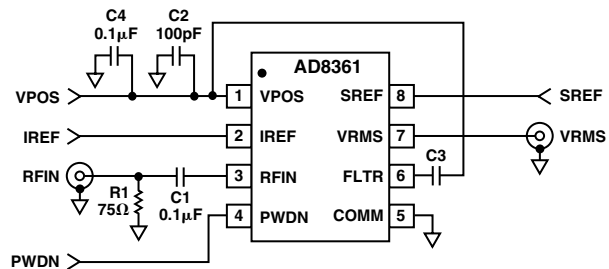 C4
0.1µF
C2
100pF
AD8361
VPOS
1 VPOS
SREF 8
SREF
IREF
2 IREF
VRMS 7
VRMS
RFIN
C1
0.1µF
3 RFIN
FLTR 6
C3
R1
75Ω
4 PWDN
COMM 5
PWDN